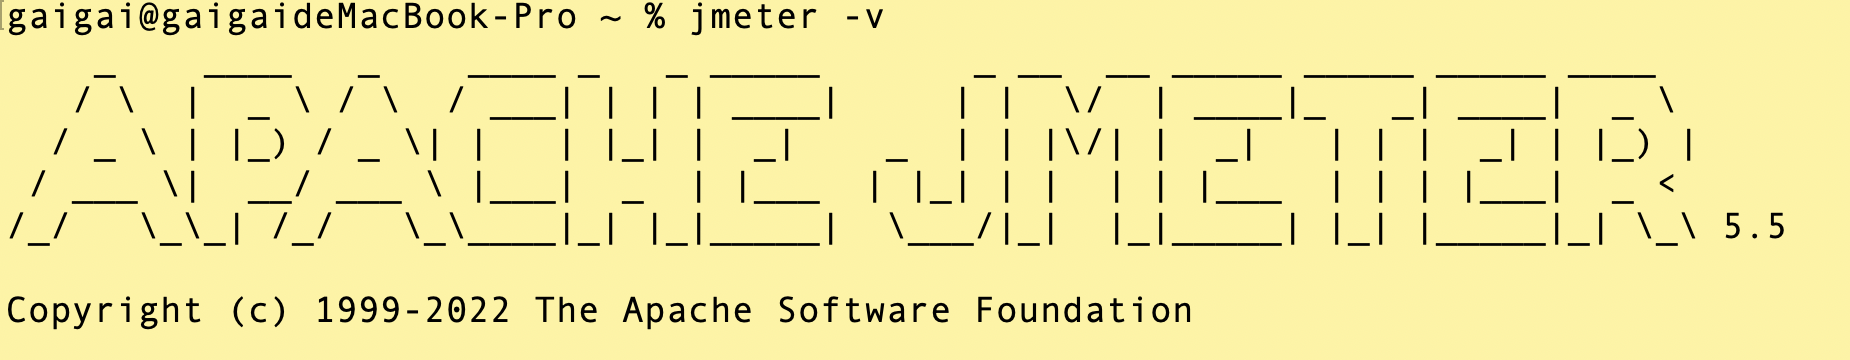 gaigai@gaigaideMacBook-Pro ~ % jmeter -v
APACHE JMETER 5.5
Copyright (c) 1999-2022 The Apache Software Foundation